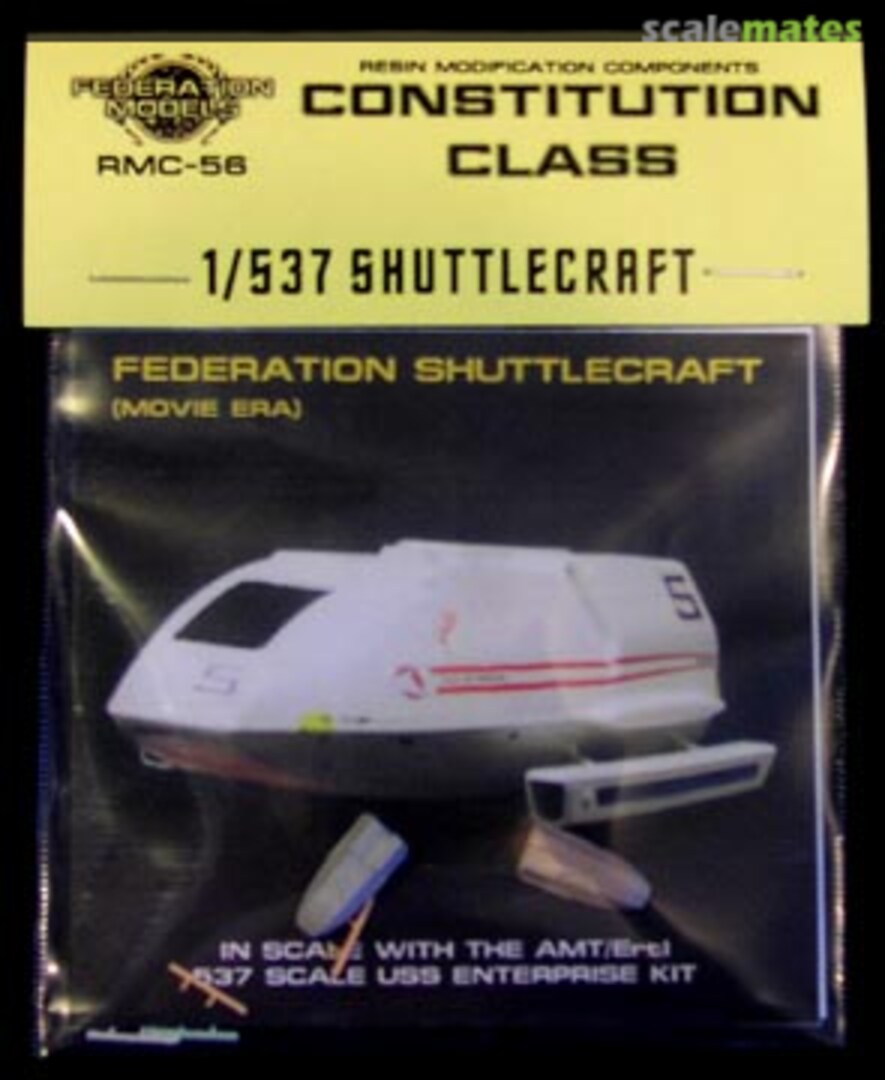 scalemates
RESIN MODIFICATION COMPONENTS
FEDERATION
MODELS
CONSTITUTION
CLASS
RMC-56
1/537 SHUTTLECRAFT
FEDERATION SHUTTLECRAFT
(MOVIE ERA)
5
5
IN SCALE WITH THE AMT/Ertl
537 SCALE USS ENTERPRISE KIT